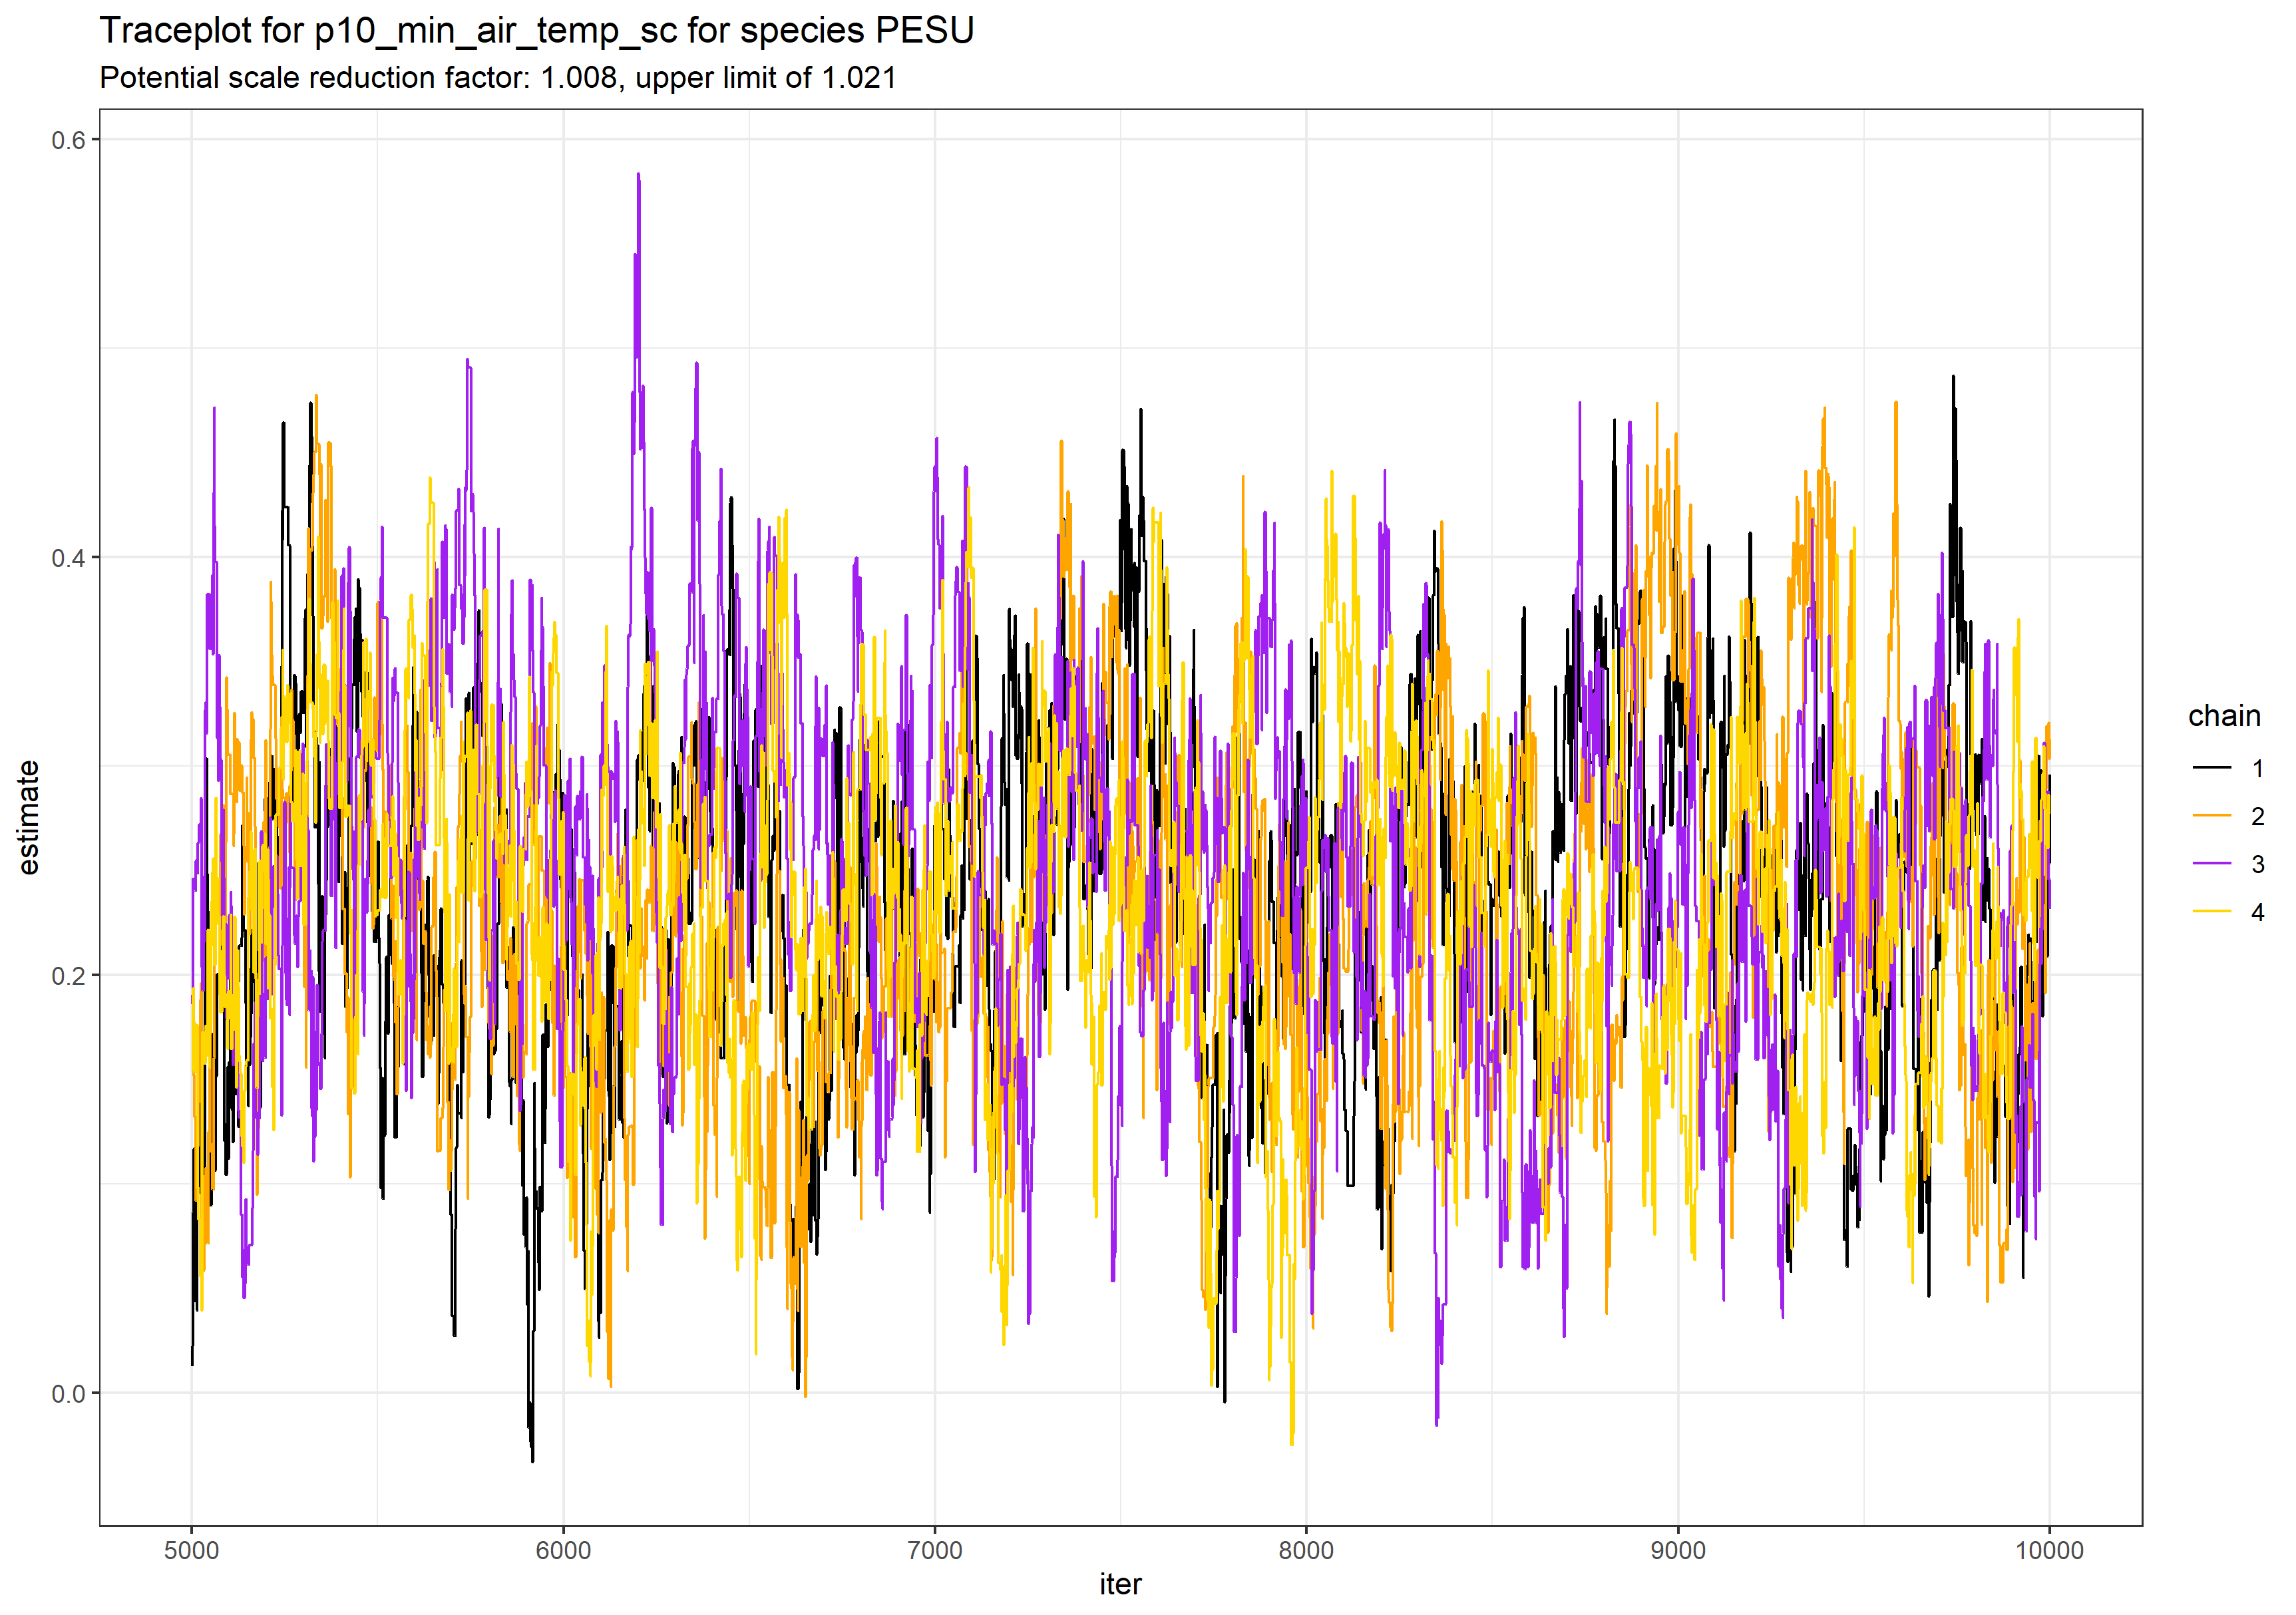 Traceplot for p10_min_air_temp_sc for species PESU
Potential scale reduction factor: 1.008, upper limit of 1.021
0.6
0.4
0.2
0.0
estimate
5000 6000 7000 8000 9000 10000
iter
chain
1
2
3
4